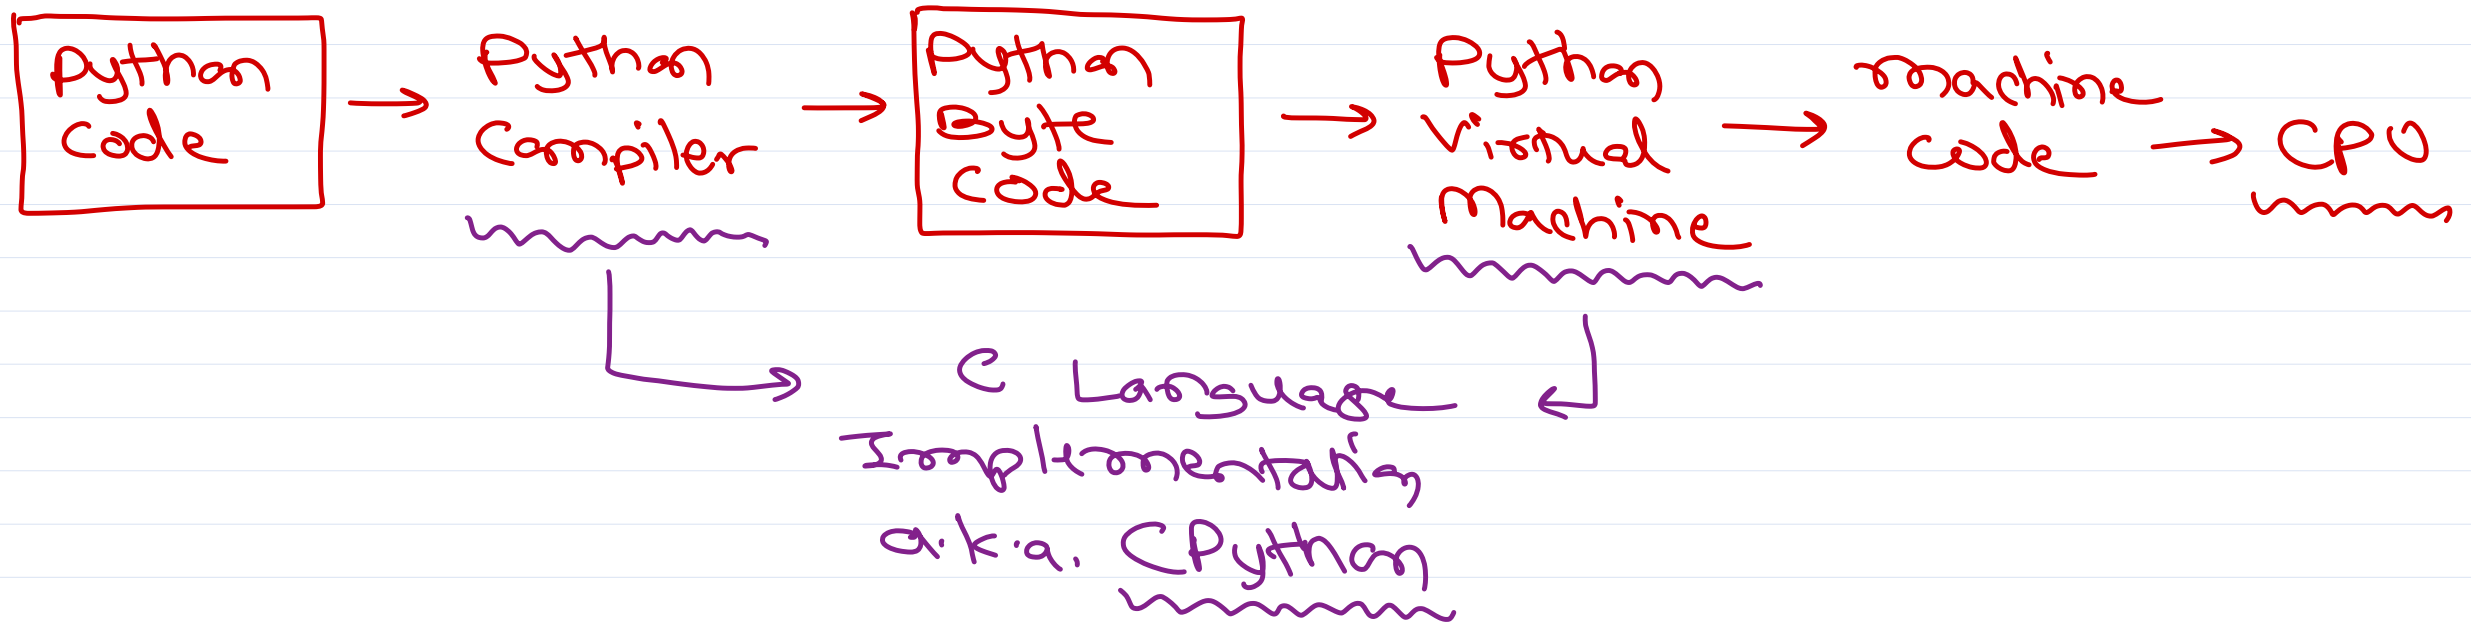 Python
Code
Python
Compiler
Python
Byte
Code
Python
Virtual
Machine
Machine
Code
CPU
C Language
Implementation
a.k.a. CPython